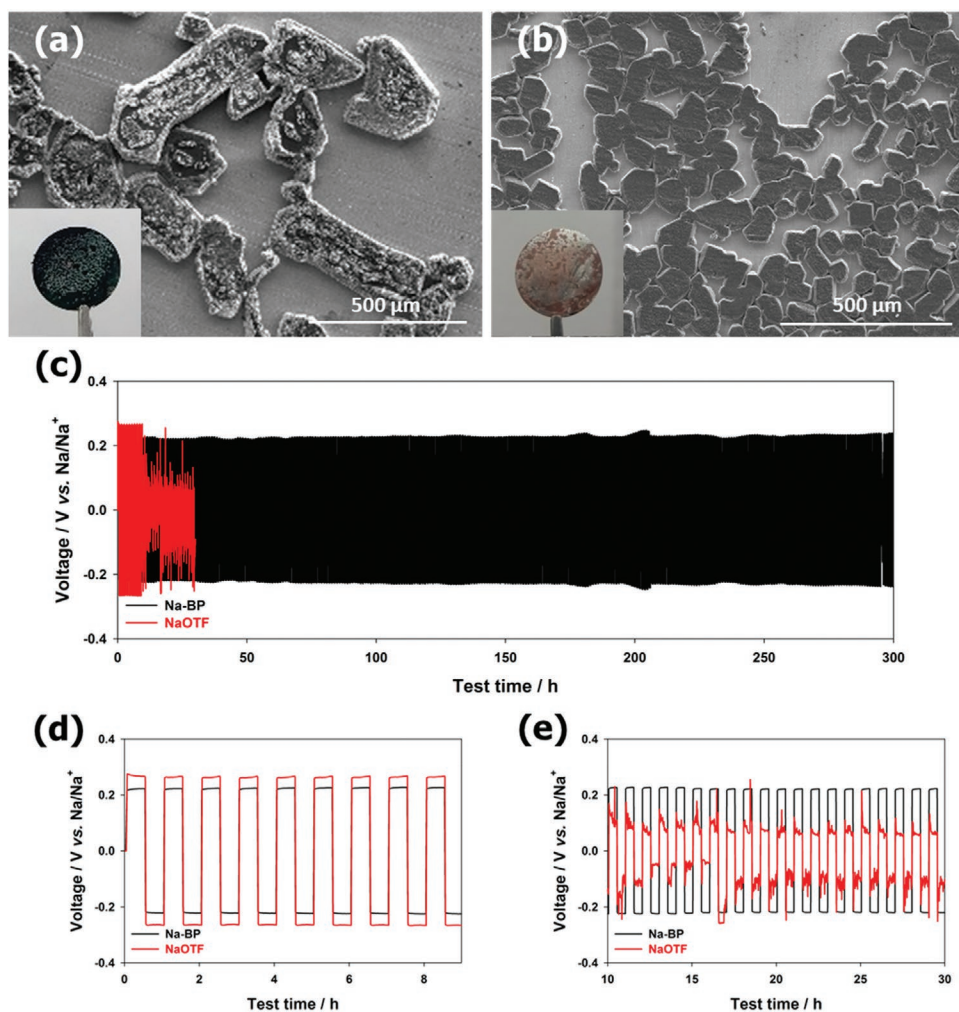 (a)
500 µm
(b)
500 µm
(c)
Voltage / V vs. Na/Na⁺
0.4
0.2
0.0
-0.2
-0.4
Na-BP
NaOTF
0 50 100 150 200 250 300
Test time / h
(d)
Voltage / V vs. Na/Na⁺
0.4
0.2
0.0
-0.2
-0.4
Na-BP
NaOTF
0 2 4 6 8
Test time / h
(e)
Voltage / V vs. Na/Na⁺
0.4
0.2
0.0
-0.2
-0.4
Na-BP
NaOTF
10 15 20 25 30
Test time / h